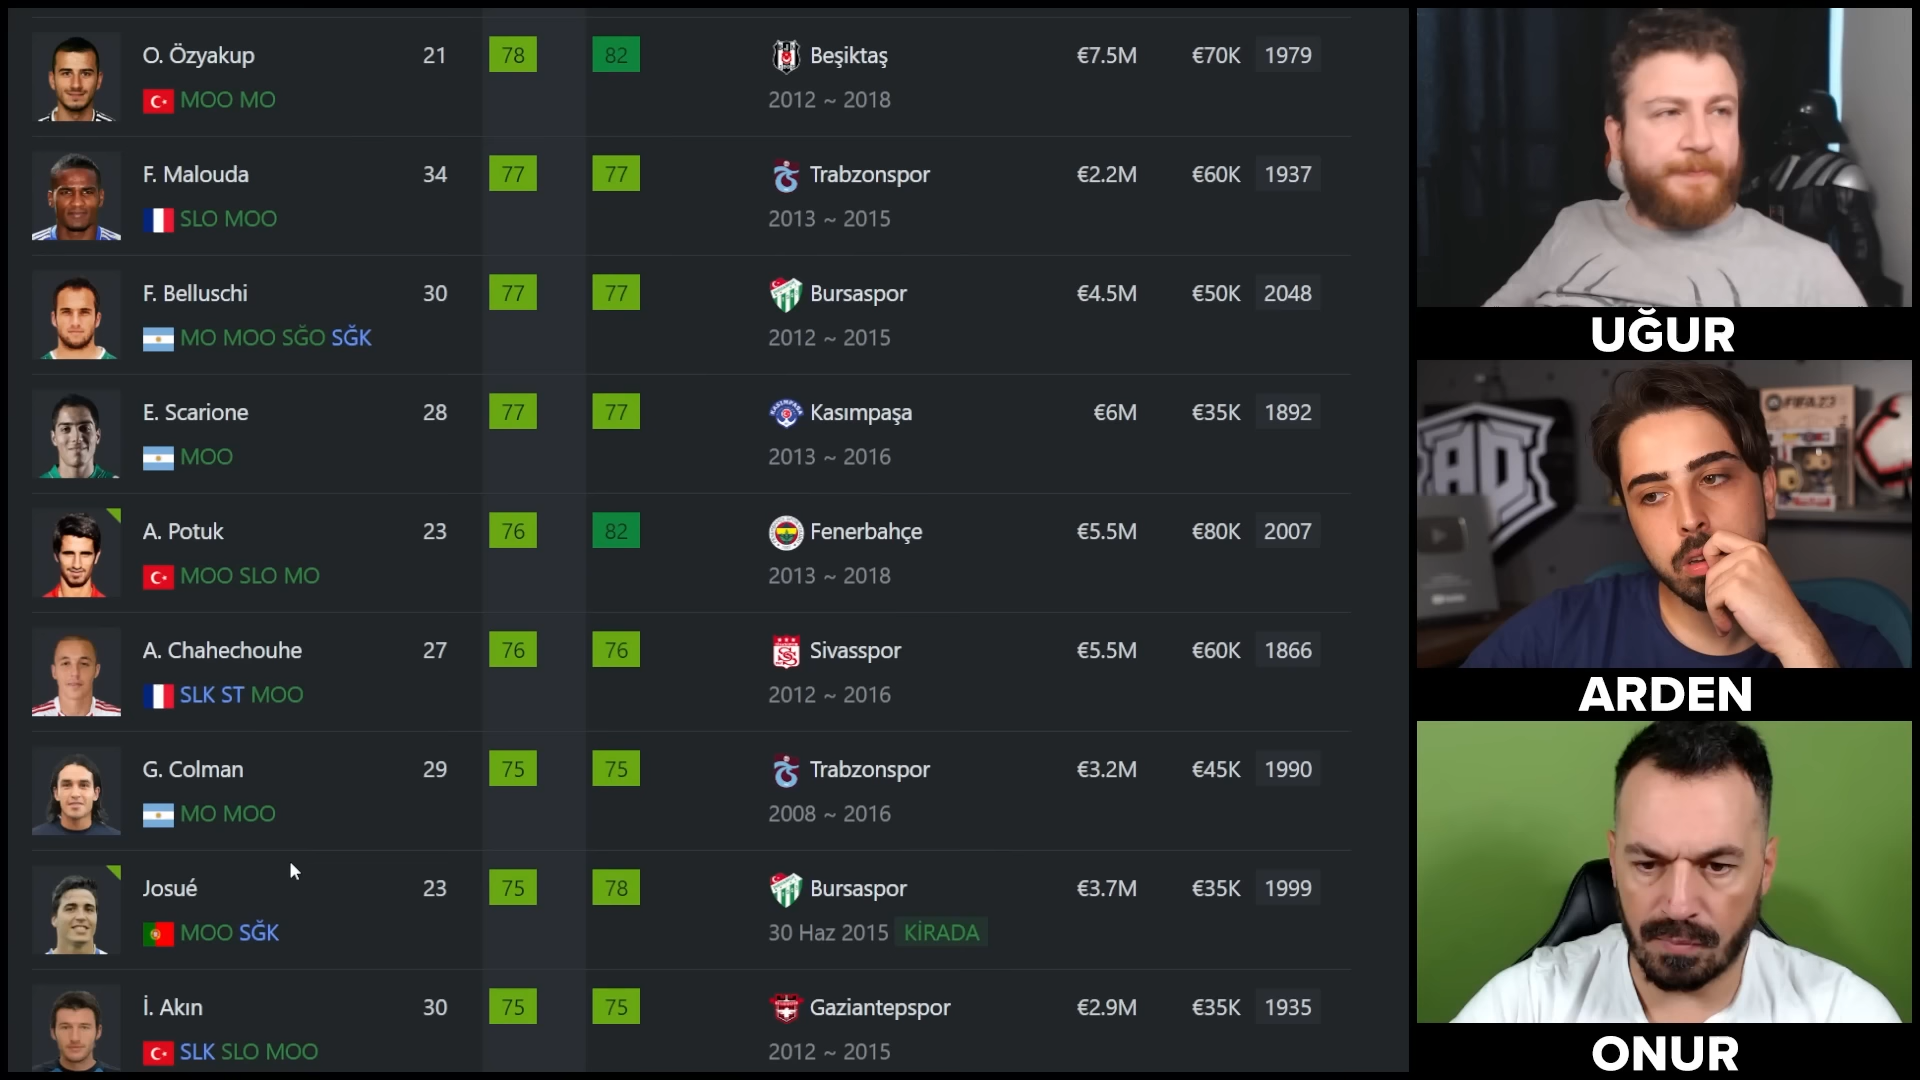 O. Özyakup 21 78 82 Beşiktaş €7.5M €70K 1979
MOO MO 2012 ~ 2018
F. Malouda 34 77 77 Trabzonspor €2.2M €60K 1937
SLO MOO 2013 ~ 2015
F. Belluschi 30 77 77 Bursaspor €4.5M €50K 2048
MO MOO SĞO SĞK 2012 ~ 2015
E. Scarione 28 77 77 Kasımpaşa €6M €35K 1892
MOO 2013 ~ 2016
A. Potuk 23 76 82 Fenerbahçe €5.5M €80K 2007
MOO SLO MO 2013 ~ 2018
A. Chahechouhe 27 76 76 Sivasspor €5.5M €60K 1866
SLK ST MOO 2012 ~ 2016
G. Colman 29 75 75 Trabzonspor €3.2M €45K 1990
MO MOO 2008 ~ 2016
Josué 23 75 78 Bursaspor €3.7M €35K 1999
MOO SĞK 30 Haz 2015 KİRADA
İ. Akın 30 75 75 Gaziantepspor €2.9M €35K 1935
SLK SLO MOO 2012 ~ 2015
UĞUR
AD
FIFA 23
ARDEN
ONUR